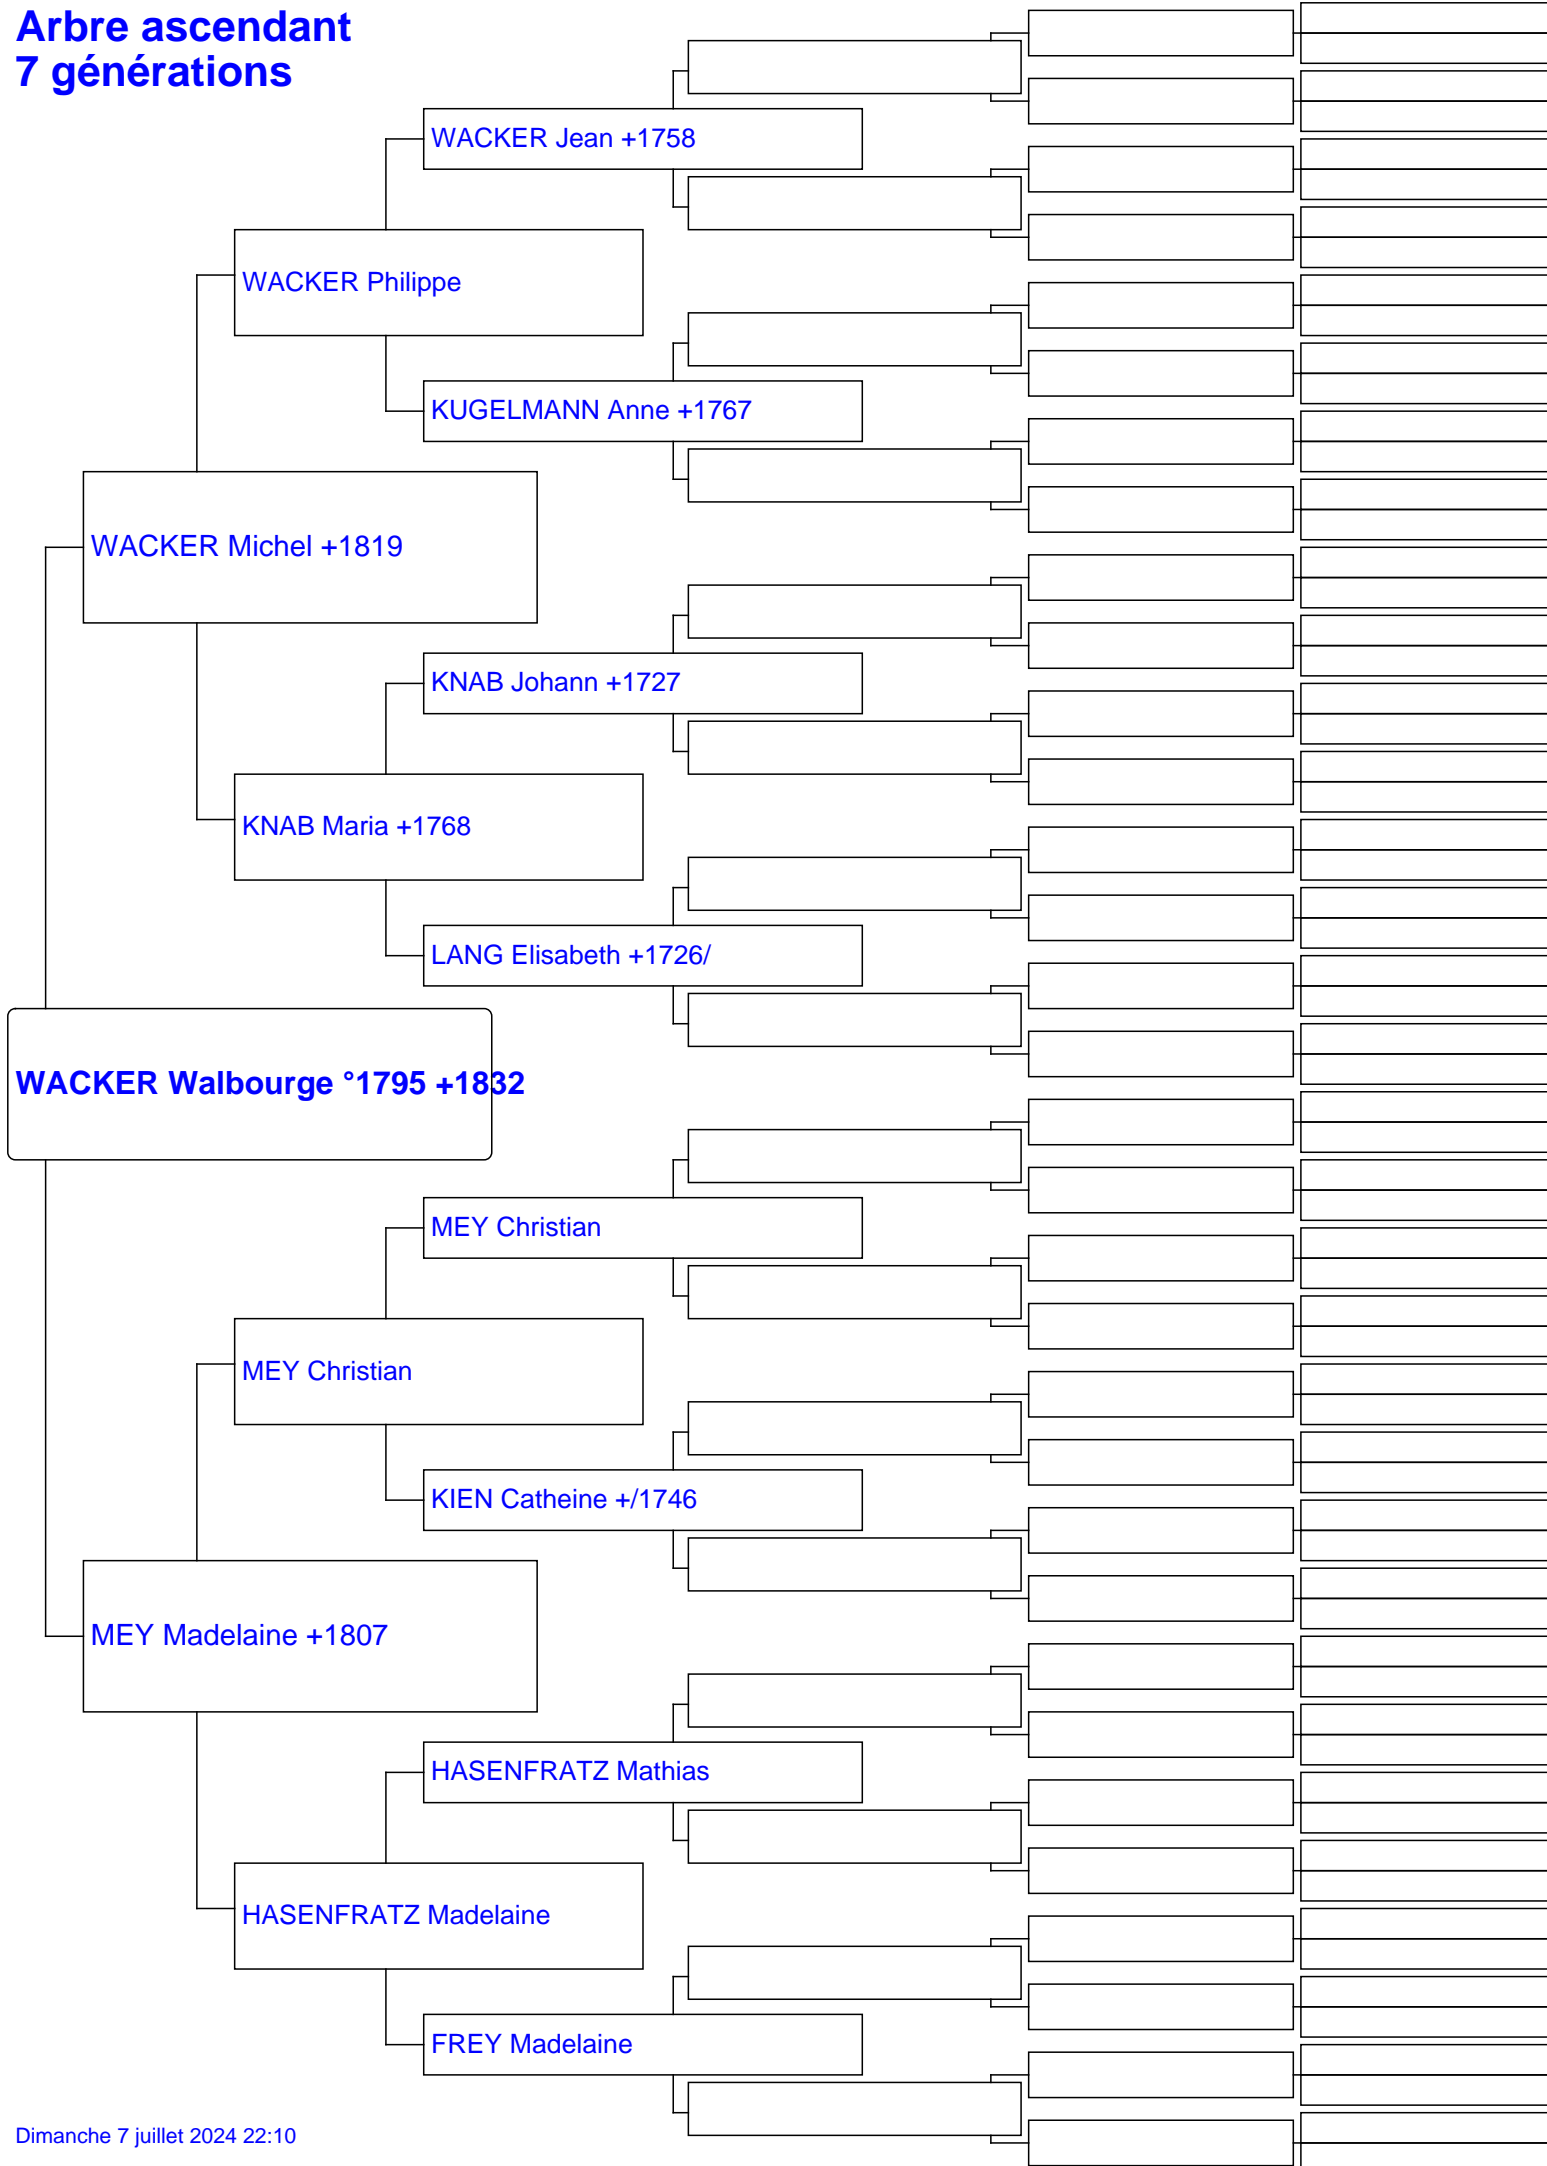 Arbre ascendant
7 générations
WACKER Jean +1758
WACKER Philippe
KUGELMANN Anne +1767
WACKER Michel +1819
KNAB Johann +1727
KNAB Maria +1768
LANG Elisabeth +1726/
WACKER Walbourge °1795 +1832
MEY Christian
MEY Christian
KIEN Catheine +/1746
MEY Madelaine +1807
HASENFRATZ Mathias
HASENFRATZ Madelaine
FREY Madelaine
Dimanche 7 juillet 2024 22:10